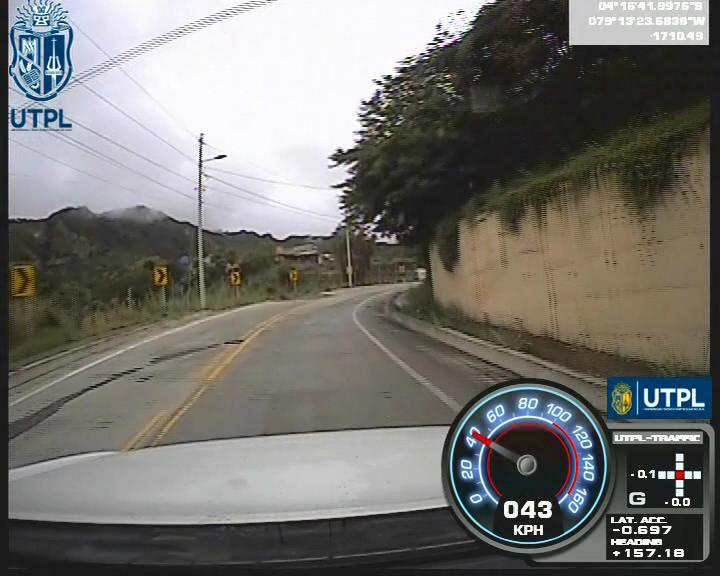 UTPL
04°16'41.9976"S
079°13'23.6838"W
-1710.49
UTPL
UTPL-TRAFFIC
0 20 40 60 80 100 120 140 160
043
KPH
-0.1
G -0.0
LAT. ACC.
-0.697
HEADING
+157.18